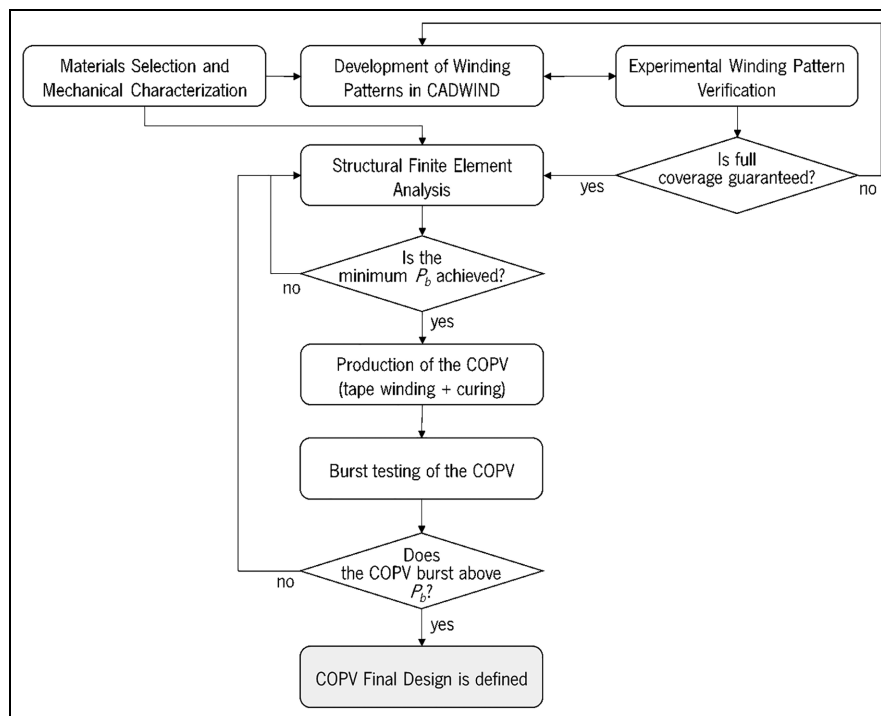 Materials Selection and
Mechanical Characterization
Development of Winding
Patterns in CADWIND
Experimental Winding Pattern
Verification
Structural Finite Element
Analysis
yes
Is full
coverage guaranteed?
no
Is the
minimum P_b achieved?
no
yes
Production of the COPV
(tape winding + curing)
Burst testing of the COPV
Does
the COPV burst above
P_b?
no
yes
COPV Final Design is defined